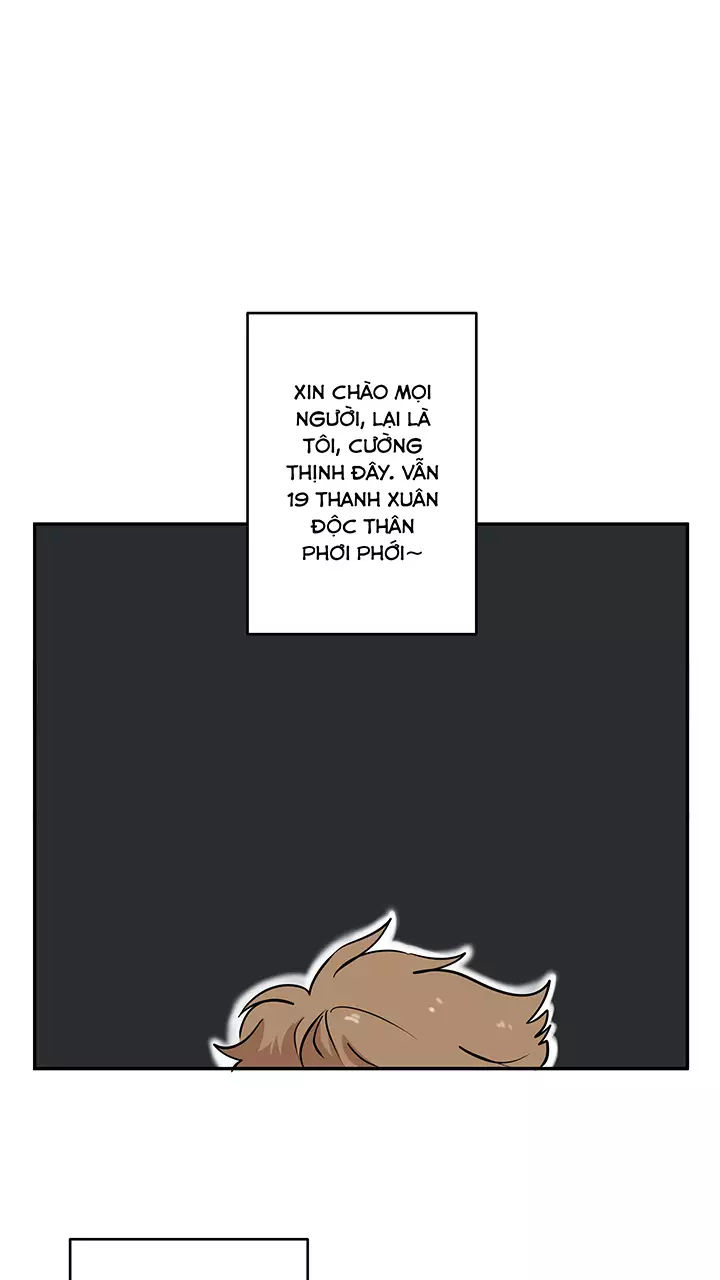 XIN CHÀO MỌI
NGƯỜI, LẠI LÀ
TÔI, CƯỜNG
THỊNH ĐÂY. VẪN
19 THANH XUÂN
ĐỘC THÂN
PHƠI PHỚI~